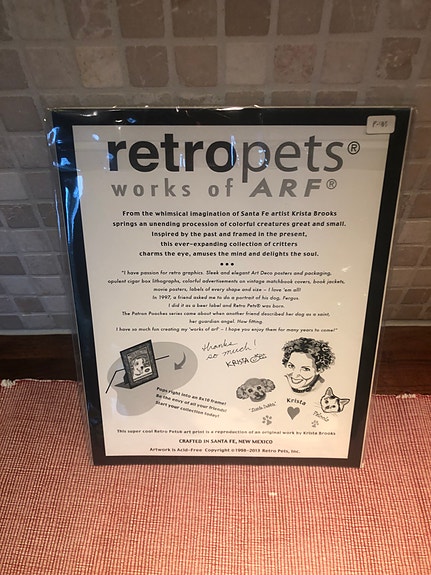 retropets®
works of ARF®
From the whimsical imagination of Santa Fe artist Krista Brooks
springs an unending procession of colorful creatures great and small.
Inspired by the past and framed in the present,
this ever-expanding collection of critters
charms the eye, amuses the mind and delights the soul.
"I have passion for retro graphics. Sleek and elegant Art Deco posters and packaging,
opulent cigar box lithographs, colorful advertisements on vintage matchbook covers, book jackets,
movie posters, labels of every shape and size – I love 'em all!
In 1997, a friend asked me to do a portrait of his dog, Fergus.
I did it as a beer label and Retro Pets® was born.
The Patron Pooches series came about when another friend described her dog as a saint,
her guardian angel. How fitting.
I have so much fun creating my 'works of arf' – I hope you enjoy them for many years to come!"
thanks
so much!
KRISTA
Pops right into an 8x10 frame!
Be the envy of all your friends!
Start your collection today!
Krista
This super cool Retro Pets® art print is a reproduction of an original work by Krista Brooks
CRAFTED IN SANTA FE, NEW MEXICO
Artwork is Acid-Free Copyright ©1998-2013 Retro Pets, Inc.